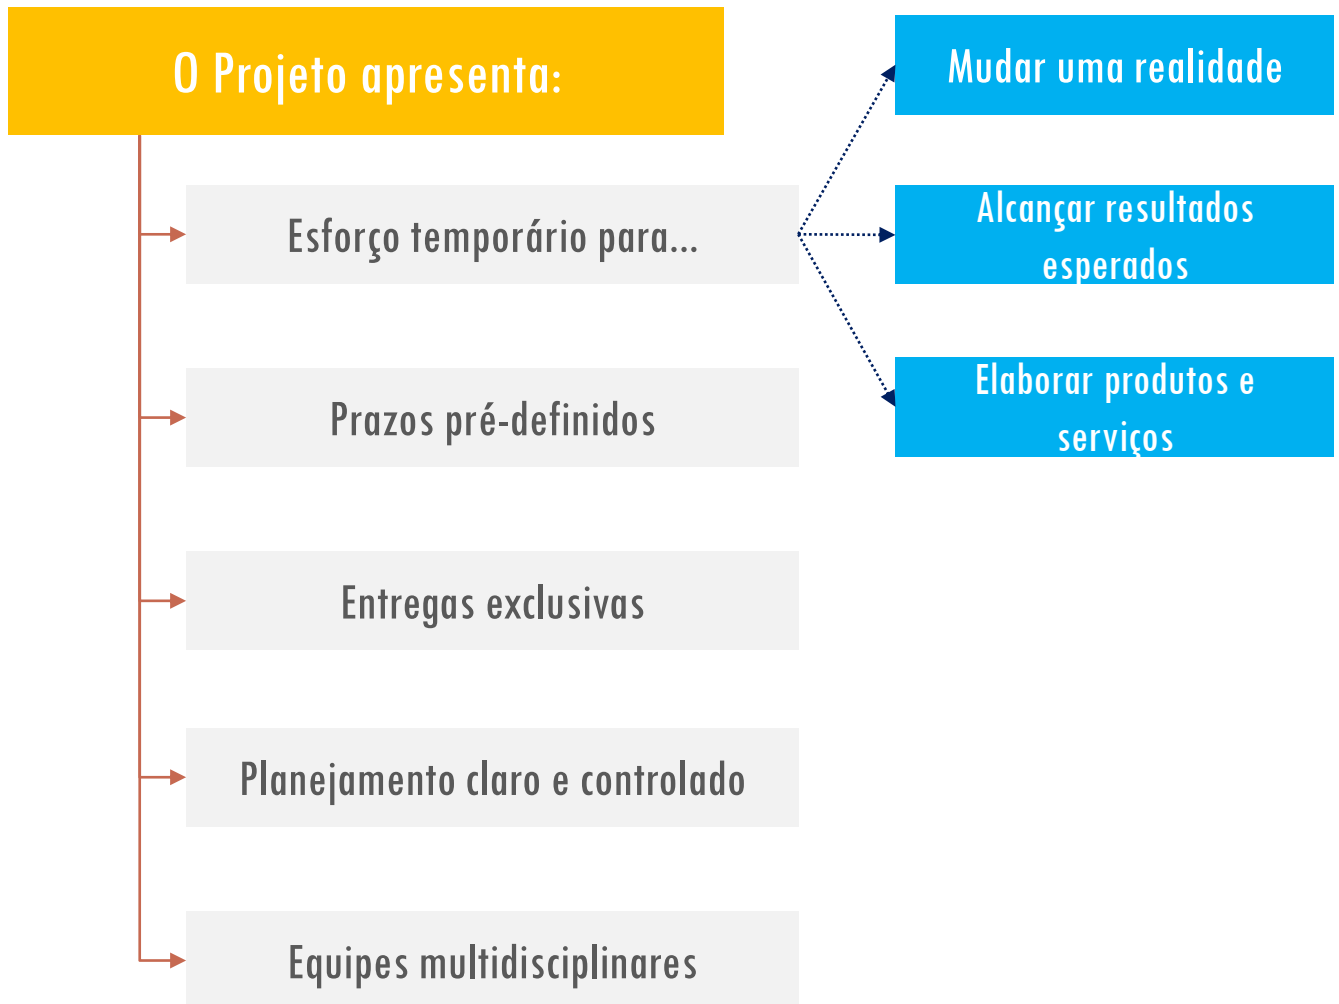 O Projeto apresenta:
Mudar uma realidade
Esforço temporário para...
Alcançar resultados
esperados
Elaborar produtos e
serviços
Prazos pré-definidos
Entregas exclusivas
Planejamento claro e controlado
Equipes multidisciplinares